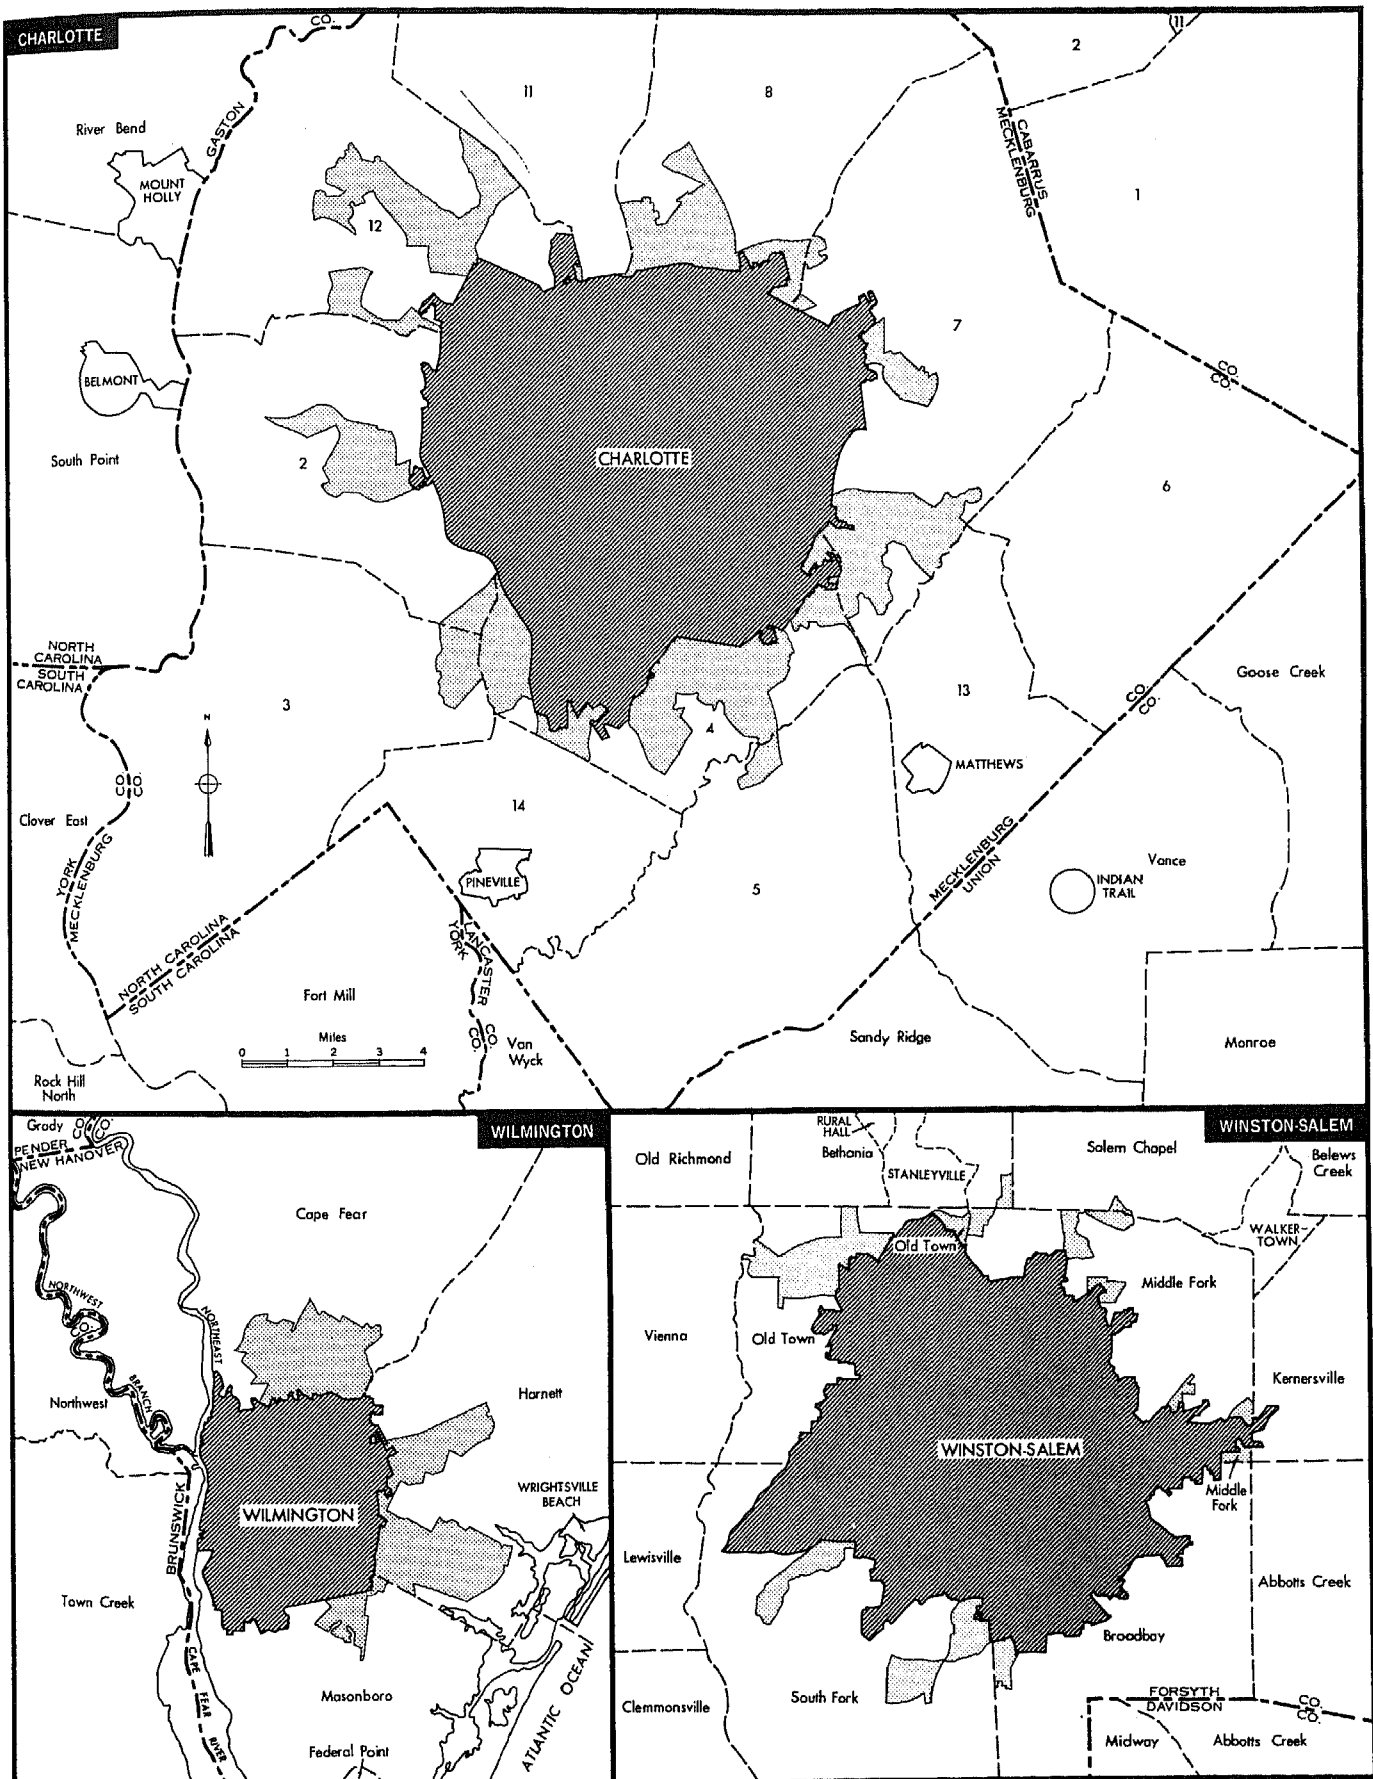 CHARLOTTE
CO.
11
8
2
(11
River Bend
GASTON
MOUNT
HOLLY
CABARRUS
MECKLENBURG
1
12
7
BELMONT
CO.
CO.
South Point
2
CHARLOTTE
6
NORTH
CAROLINA
SOUTH
CAROLINA
3
N
13
Goose Creek
CO.
CO.
4
MATTHEWS
CO.
CO.
Clover East
14
YORK
MECKLENBURG
PINEVILLE
5
MECKLENBURG
UNION
Vance
INDIAN
TRAIL
NORTH CAROLINA
SOUTH CAROLINA
LANCASTER
YORK
Fort Mill
Miles
0 1 2 3 4
CO.
CO.
Van
Wyck
Sandy Ridge
Monroe
Rock Hill
North
Grady
CO.
CO.
PENDER
NEW HANOVER
WILMINGTON
Cape Fear
NORTHWEST
CO.
NORTHEAST
BRANCH
Northwest
Harnett
WRIGHTSVILLE
BEACH
WILMINGTON
BRUNSWICK
Town Creek
CAPE
FEAR
RIVER
Masonboro
Federal Point
ATLANTIC OCEAN
WINSTON-SALEM
RURAL
HALL
Bethania
Old Richmond
STANLEYVILLE
Salem Chapel
Belews
Creek
WALKER-
TOWN
Old Town
Middle Fork
Vienna
Old Town
Kernersville
WINSTON-SALEM
Middle
Fork
Lewisville
Abbotts Creek
Broadbay
Clemmonsville
South Fork
FORSYTH
DAVIDSON
CO.
CO.
Midway
Abbotts Creek